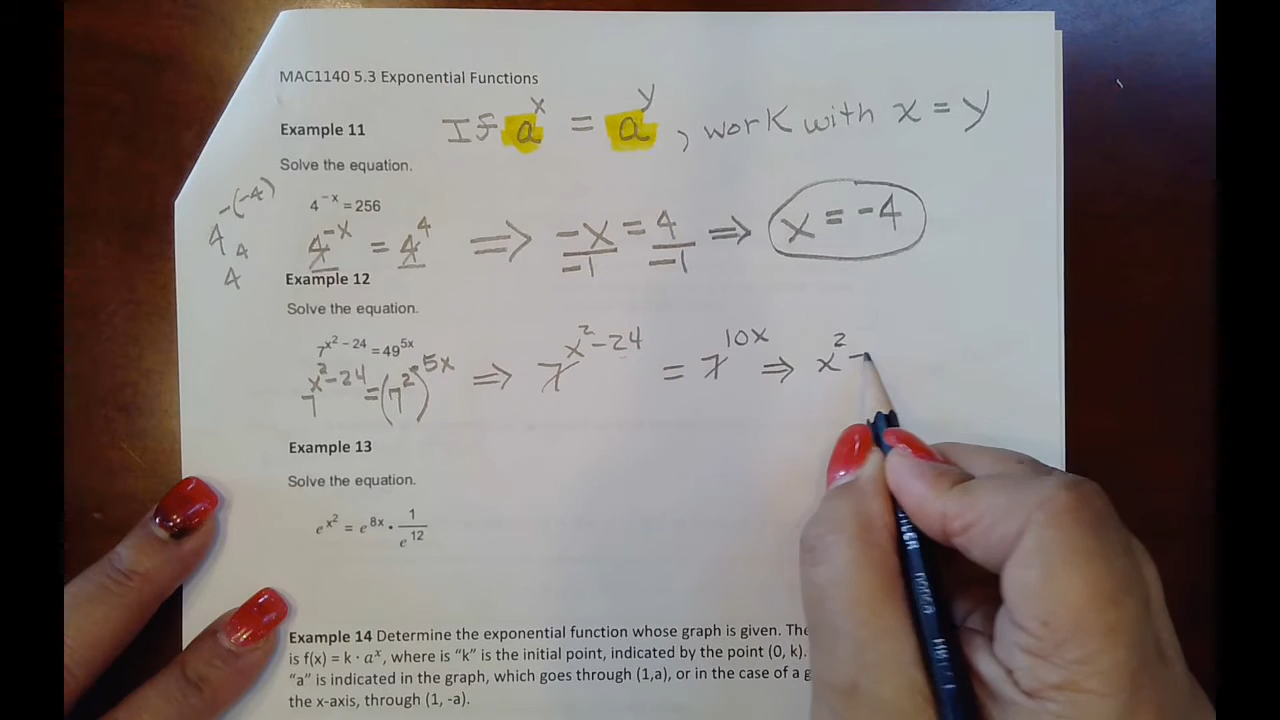 MAC1140 5.3 Exponential Functions
If a^x = a^y, work with x = y
Example 11
Solve the equation.
4^(-x) = 256
4^(-(-4))
4^4
4^(-x) = 4^4 ⇒ -x/-1 = 4/-1 ⇒ x = -4
Example 12
Solve the equation.
7^(x² - 24) = 49^(5x)
7^(x² - 24) = (7²)^(5x) ⇒ 7^(x² - 24) = 7^(10x) ⇒ x² -
Example 13
Solve the equation.
e^(x²) = e^(8x) • 1/e^12
Example 14 Determine the exponential function whose graph is given. The
is f(x) = k · a^x, where is “k” is the initial point, indicated by the point (0, k).
“a” is indicated in the graph, which goes through (1,a), or in the case of a g
the x-axis, through (1, -a).